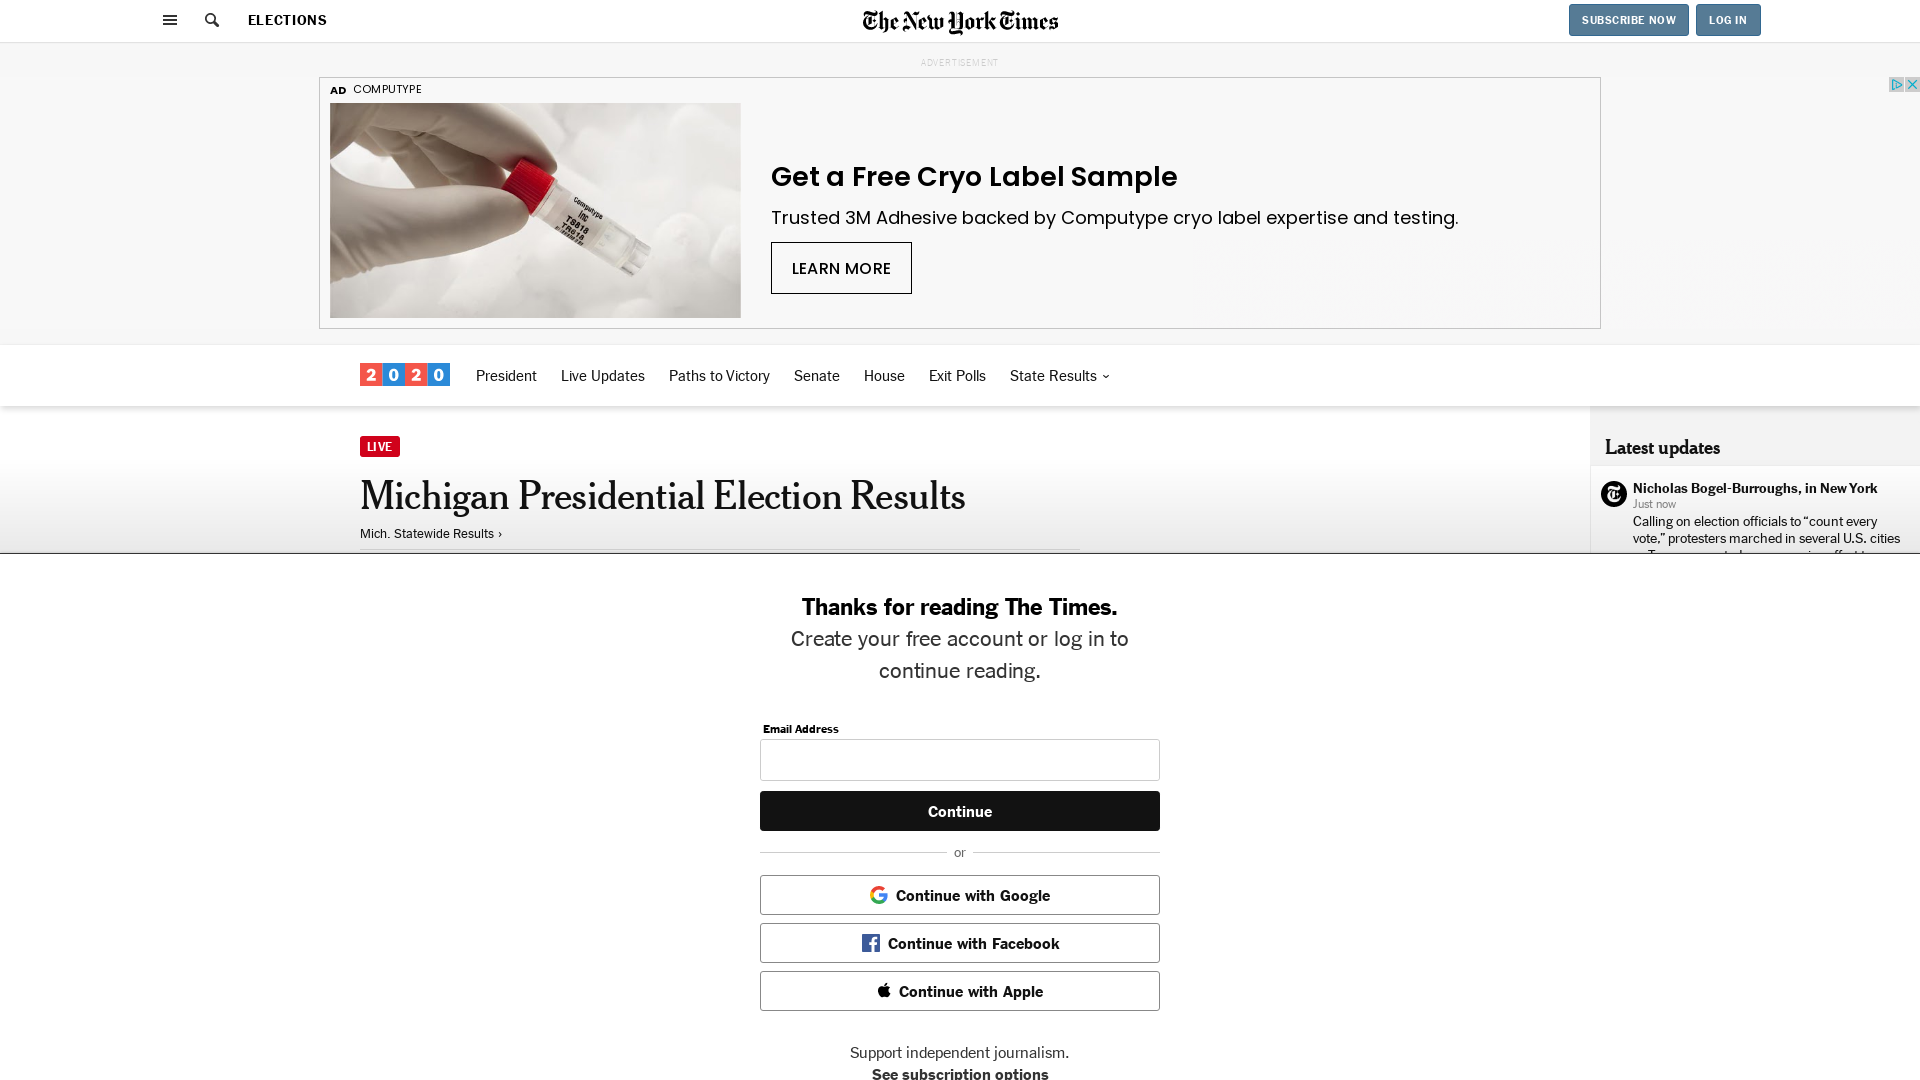 ELECTIONS
The New York Times
SUBSCRIBE NOW
LOG IN
ADVERTISEMENT
AD COMPUTYPE
Computype
inc
TS818
TR618
Get a Free Cryo Label Sample
Trusted 3M Adhesive backed by Computype cryo label expertise and testing.
LEARN MORE
2020
President
Live Updates
Paths to Victory
Senate
House
Exit Polls
State Results
LIVE
Michigan Presidential Election Results
Mich. Statewide Results ›
Latest updates
Nicholas Bogel-Burroughs, in New York
Just now
Calling on election officials to “count every
vote,” protesters marched in several U.S. cities
Thanks for reading The Times.
Create your free account or log in to
continue reading.
Email Address
Continue
or
Continue with Google
Continue with Facebook
Continue with Apple
Support independent journalism.
See subscription options